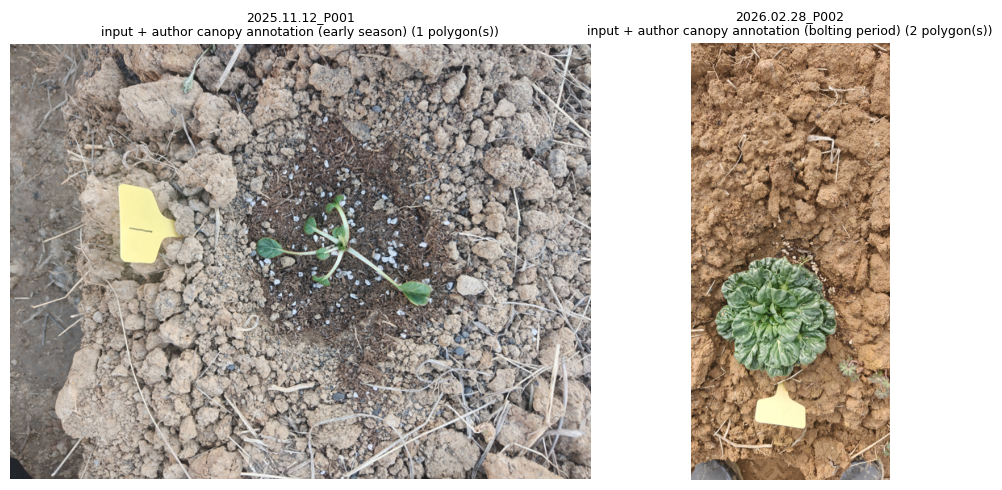 2025.11.12_P001
input + author canopy annotation (early season) (1 polygon(s))
2026.02.28_P002
input + author canopy annotation (bolting period) (2 polygon(s))